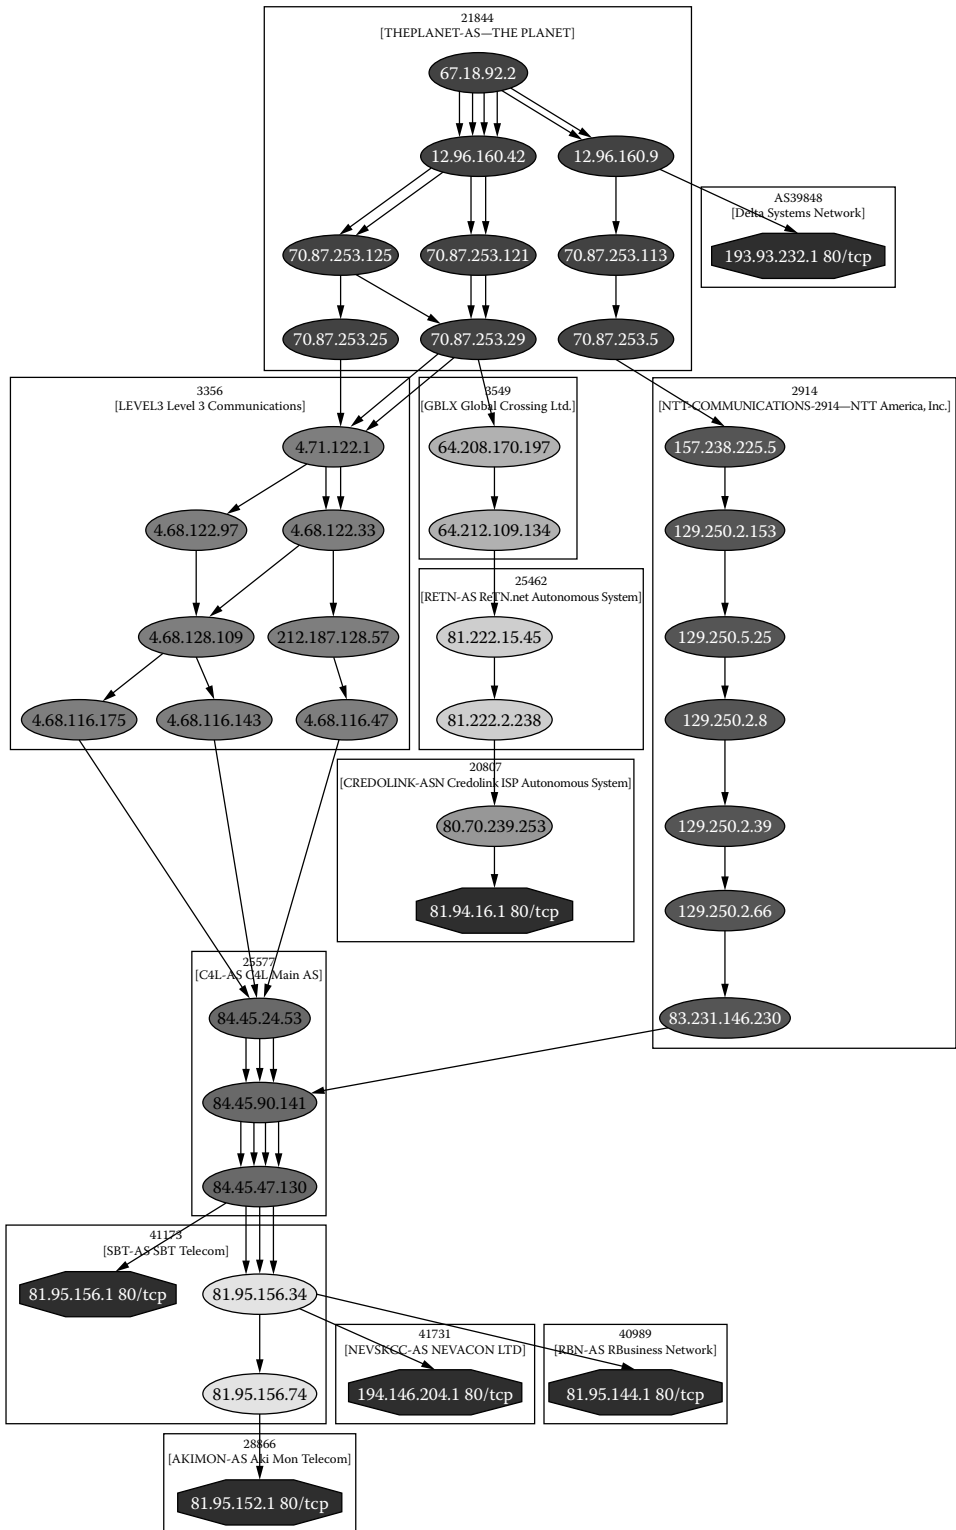 21844
[THEPLANET-AS—THE PLANET]
67.18.92.2
12.96.160.42
12.96.160.9
AS39848
[Delta Systems Network]
193.93.232.1 80/tcp
70.87.253.125
70.87.253.121
70.87.253.113
70.87.253.25
70.87.253.29
70.87.253.5
3356
[LEVEL3 Level 3 Communications]
3549
[GBLX Global Crossing Ltd.]
2914
[NTT-COMMUNICATIONS-2914—NTT America, Inc.]
4.71.122.1
64.208.170.197
157.238.225.5
4.68.122.97
4.68.122.33
64.212.109.134
129.250.2.153
25462
[RETN-AS ReTN.net Autonomous System]
4.68.128.109
212.187.128.57
81.222.15.45
129.250.5.25
4.68.116.175
4.68.116.143
4.68.116.47
81.222.2.238
129.250.2.8
20807
[CREDOLINK-ASN Credolink ISP Autonomous System]
80.70.239.253
129.250.2.39
81.94.16.1 80/tcp
129.250.2.66
25577
[C4L-AS C4L Main AS]
84.45.24.53
83.231.146.230
84.45.90.141
84.45.47.130
41173
[SBT-AS SBT Telecom]
81.95.156.1 80/tcp
81.95.156.34
41731
[NEVSKCC-AS NEVACON LTD]
40989
[RBN-AS RBusiness Network]
81.95.156.74
194.146.204.1 80/tcp
81.95.144.1 80/tcp
28866
[AKIMON-AS Aki Mon Telecom]
81.95.152.1 80/tcp